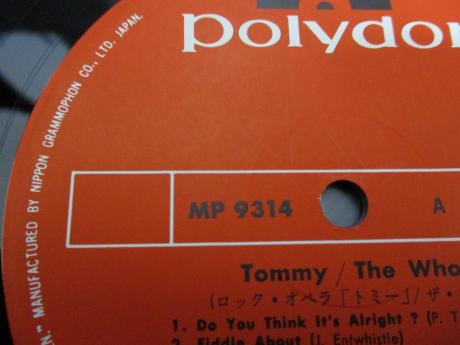 polydor
MANUFACTURED BY NIPPON GRAMMOPHON CO., LTD. JAPAN.
MP 9314
A
Tommy / The Who
(ロック・オペラ「トミー」/ ザ・
1. Do You Think It's Alright ? (P. T
2. Fiddle About (J. Entwhistle)